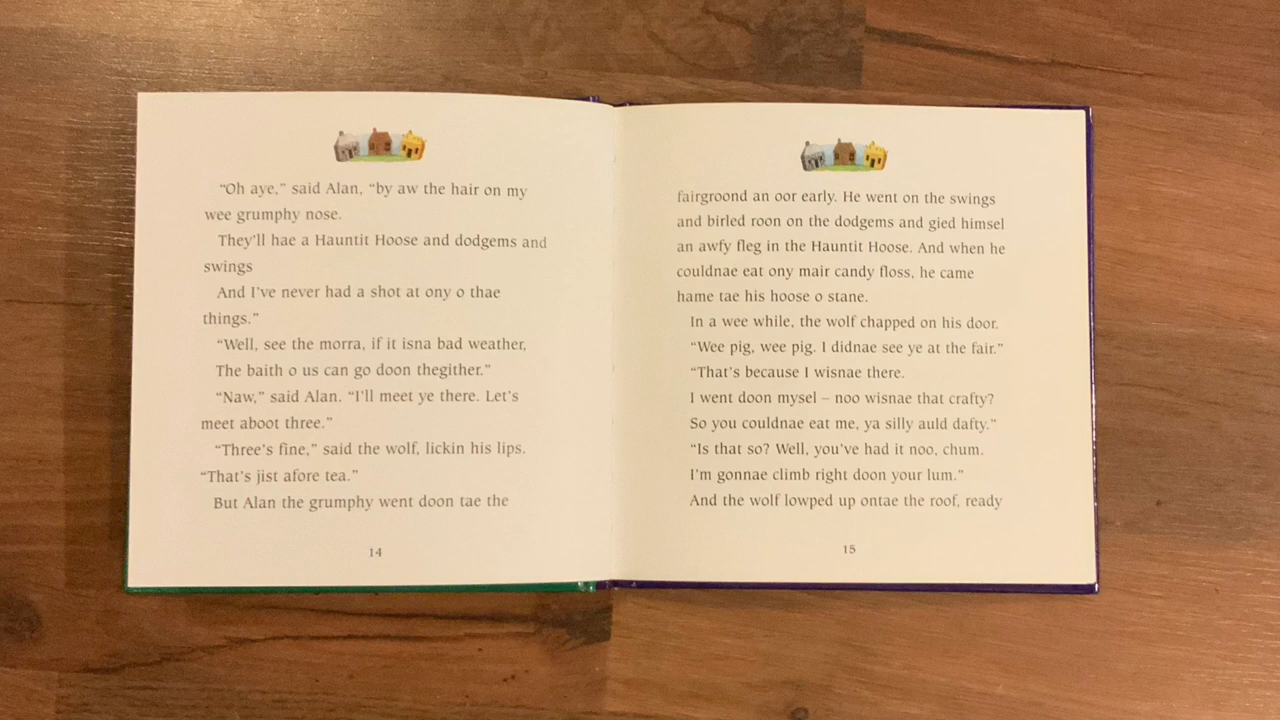 “Oh aye,” said Alan, “by aw the hair on my
wee grumphy nose.
They’ll hae a Hauntit Hoose and dodgems and
swings
And I’ve never had a shot at ony o thae
things.”
“Well, see the morra, if it isna bad weather,
The baith o us can go doon thegither.”
“Naw,” said Alan. “I’ll meet ye there. Let’s
meet aboot three.”
“Three’s fine,” said the wolf, lickin his lips.
“That’s jist afore tea.”
But Alan the grumphy went doon tae the
14
fairgroond an oor early. He went on the swings
and birled roon on the dodgems and gied himsel
an awfy fleg in the Hauntit Hoose. And when he
couldnae eat ony mair candy floss, he came
hame tae his hoose o stane.
In a wee while, the wolf chapped on his door.
“Wee pig, wee pig. I didnae see ye at the fair.”
“That’s because I wisnae there.
I went doon mysel – noo wisnae that crafty?
So you couldnae eat me, ya silly auld dafty.”
“Is that so? Well, you’ve had it noo, chum.
I’m gonnae climb right doon your lum.”
And the wolf lowped up ontae the roof, ready
15